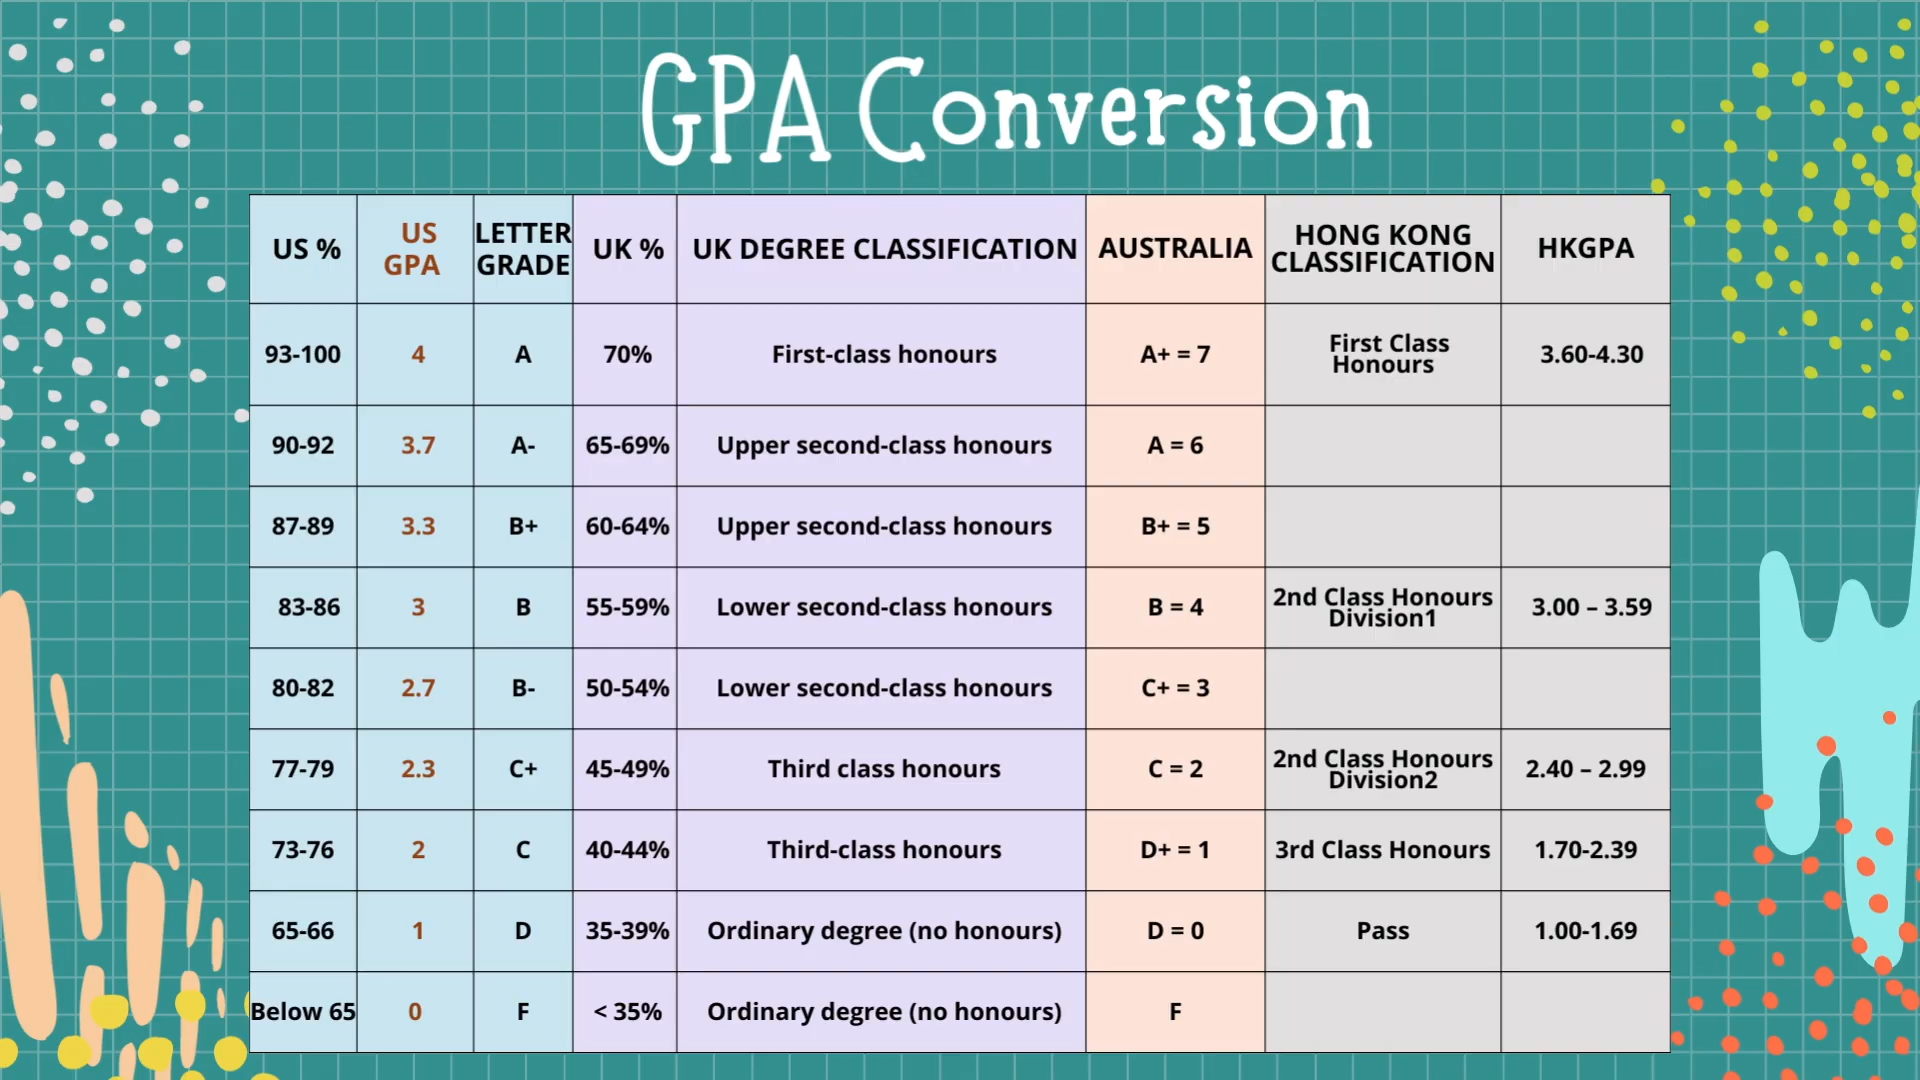 GPA Conversion
US % US GPA LETTER GRADE UK % UK DEGREE CLASSIFICATION AUSTRALIA HONG KONG CLASSIFICATION HKGPA
93-100 4 A 70% First-class honours A+ = 7 First Class Honours 3.60-4.30
90-92 3.7 A- 65-69% Upper second-class honours A = 6
87-89 3.3 B+ 60-64% Upper second-class honours B+ = 5
83-86 3 B 55-59% Lower second-class honours B = 4 2nd Class Honours Division1 3.00 – 3.59
80-82 2.7 B- 50-54% Lower second-class honours C+ = 3
77-79 2.3 C+ 45-49% Third class honours C = 2 2nd Class Honours Division2 2.40 – 2.99
73-76 2 C 40-44% Third-class honours D+ = 1 3rd Class Honours 1.70-2.39
65-66 1 D 35-39% Ordinary degree (no honours) D = 0 Pass 1.00-1.69
Below 65 0 F < 35% Ordinary degree (no honours) F